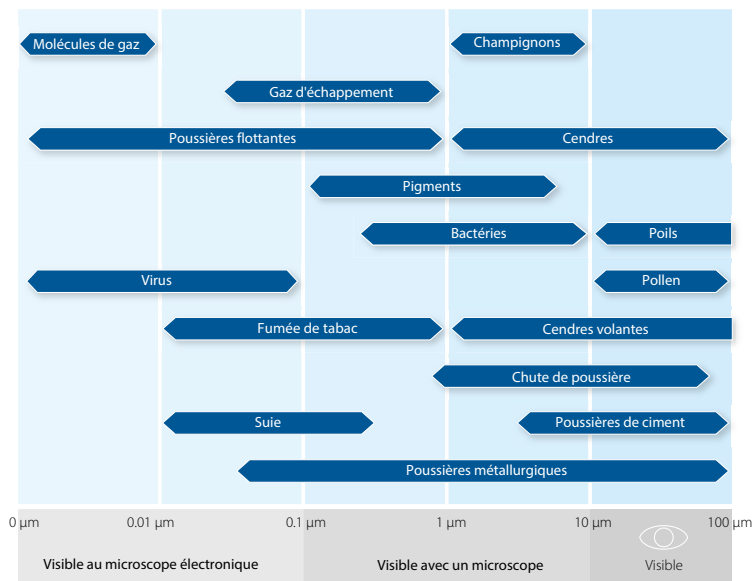 Molécules de gaz
Champignons
Gaz d'échappement
Poussières flottantes
Cendres
Pigments
Bactéries
Poils
Virus
Pollen
Fumée de tabac
Cendres volantes
Chute de poussière
Suie
Poussières de ciment
Poussières métallurgiques
0 µm
0.01 µm
0.1 µm
1 µm
10 µm
100 µm
Visible au microscope électronique
Visible avec un microscope
Visible